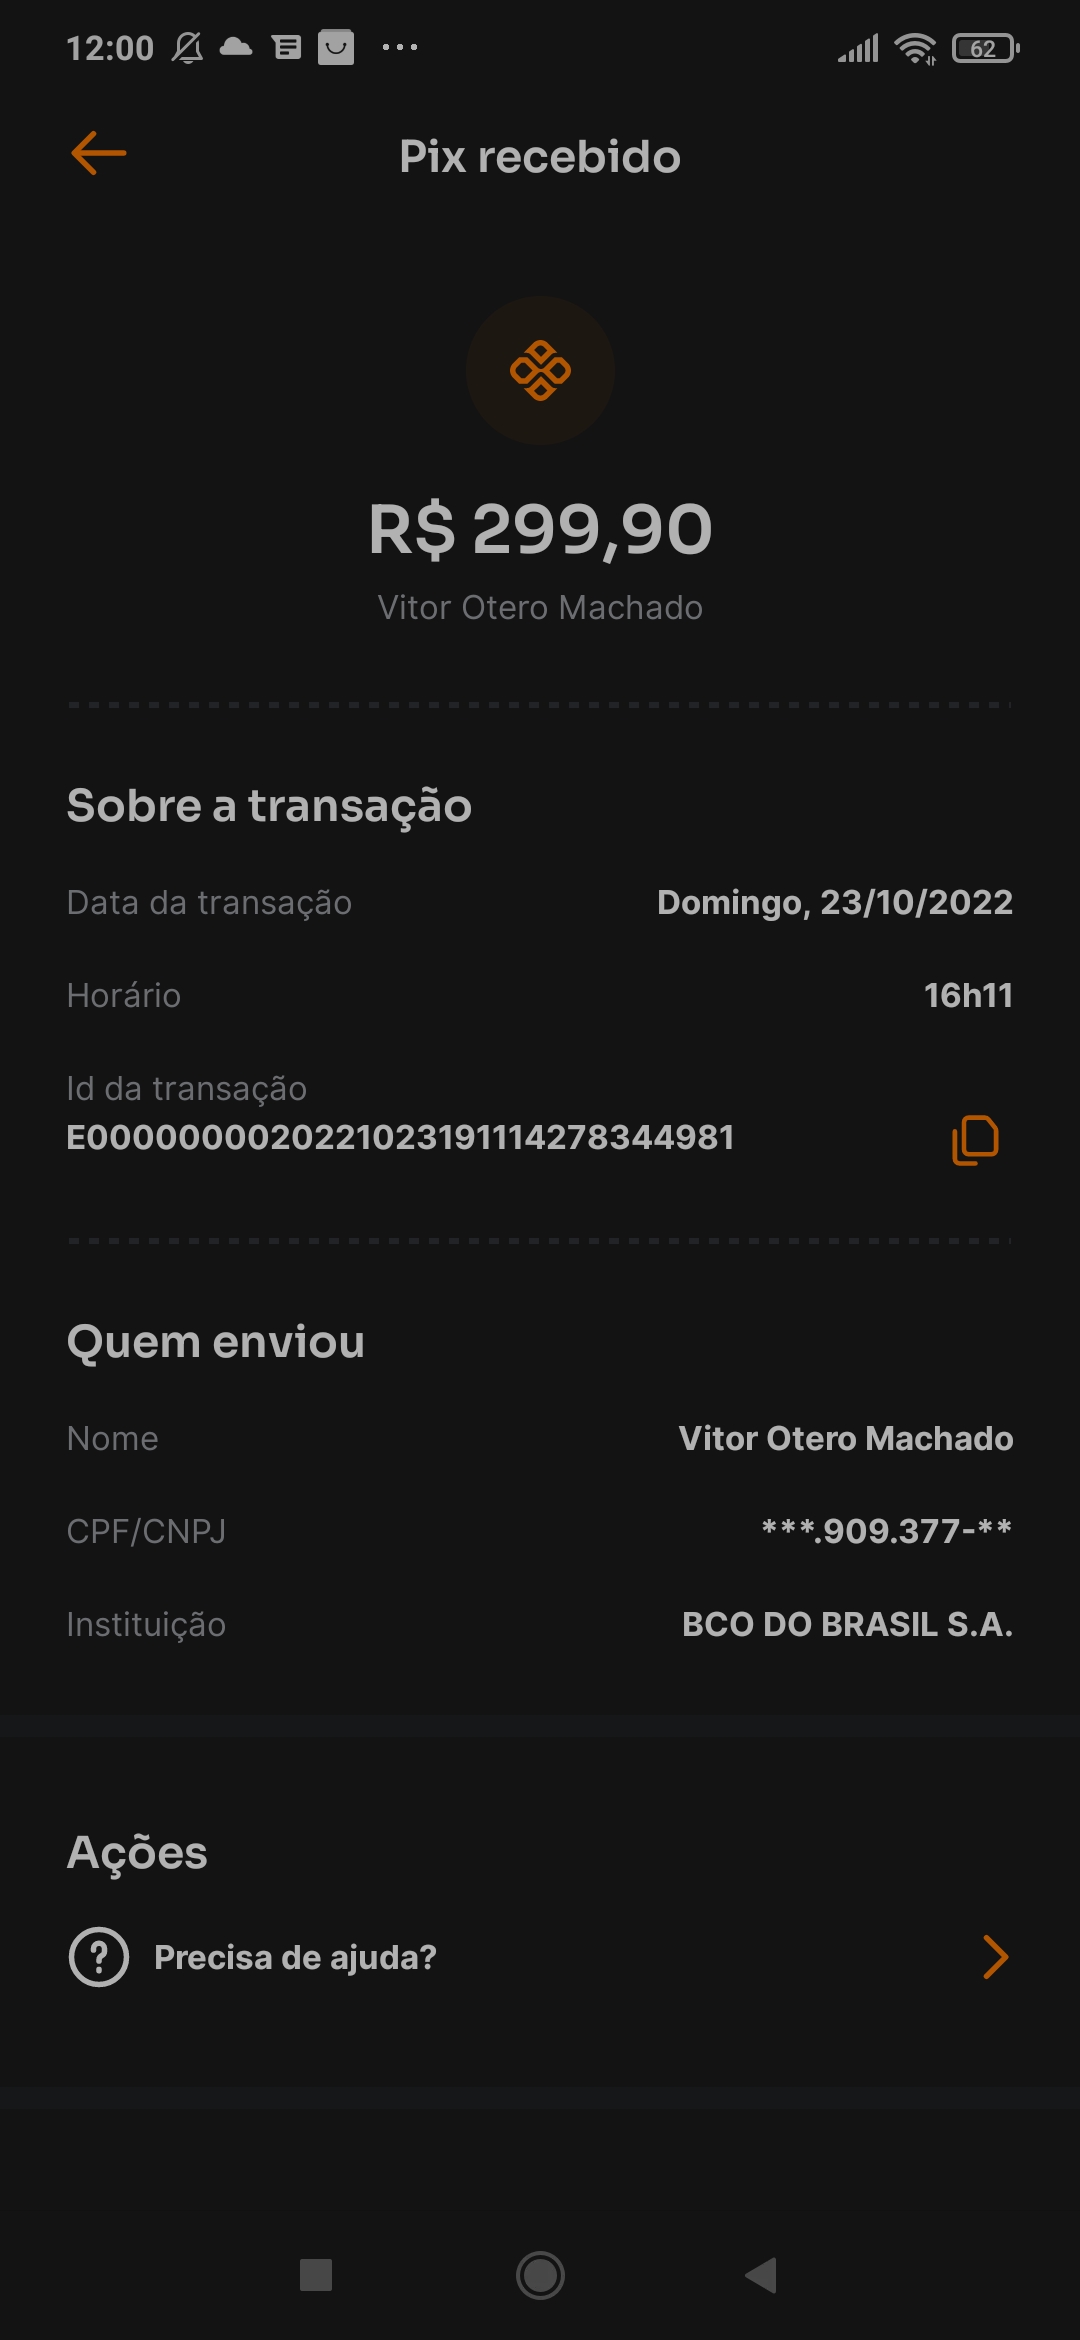 12:00
62
Pix recebido
R$ 299,90
Vitor Otero Machado
Sobre a transação
Data da transação Domingo, 23/10/2022
Horário 16h11
Id da transação
E00000000202210231911142783449​81
Quem enviou
Nome Vitor Otero Machado
CPF/CNPJ ***.909.377-**
Instituição BCO DO BRASIL S.A.
Ações
Precisa de ajuda?